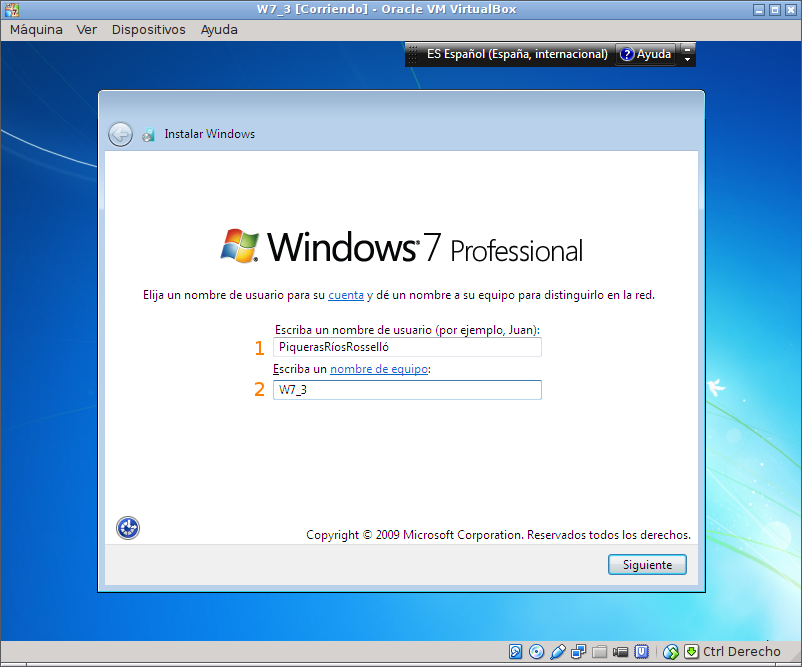 W7_3 [Corriendo] - Oracle VM VirtualBox
Máquina Ver Dispositivos Ayuda
ES Español (España, internacional) ? Ayuda
Instalar Windows
Windows 7 Professional
Elija un nombre de usuario para su cuenta y dé un nombre a su equipo para distinguirlo en la red.
Escriba un nombre de usuario (por ejemplo, Juan):
1 PiquerasRíosRosselló
Escriba un nombre de equipo:
2 W7_3
Copyright © 2009 Microsoft Corporation. Reservados todos los derechos.
Siguiente
Ctrl Derecho